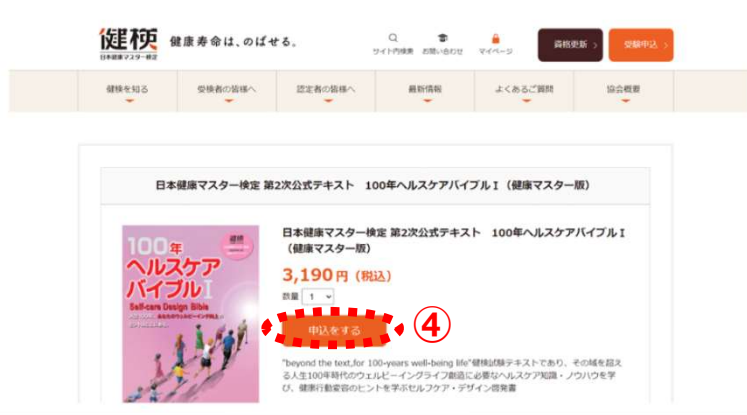 健検
日本健康マスター検定
健康寿命は、のばせる。
サイト内検索 お問い合わせ マイページ
資格更新
受験申込
健検を知る 受検者の皆様へ 認定者の皆様へ 最新情報 よくあるご質問 協会概要
日本健康マスター検定 第2次公式テキスト 100年ヘルスケアバイブルⅠ（健康マスター版）
健検
100年
ヘルスケア
バイブルⅠ
Self-care Design Bible
日本健康マスター検定 第2次公式テキスト 100年ヘルスケアバイブルⅠ
（健康マスター版）
3,190円（税込）
数量 1
申込をする
④
"beyond the text,for 100-years well-being life"健検試験テキストであり、その域を超え
る人生100年時代のウェルビーイングライフ創造に必要なヘルスケア知識・ノウハウを学
び、健康行動変容のヒントを学ぶセルフケア・デザイン啓発書